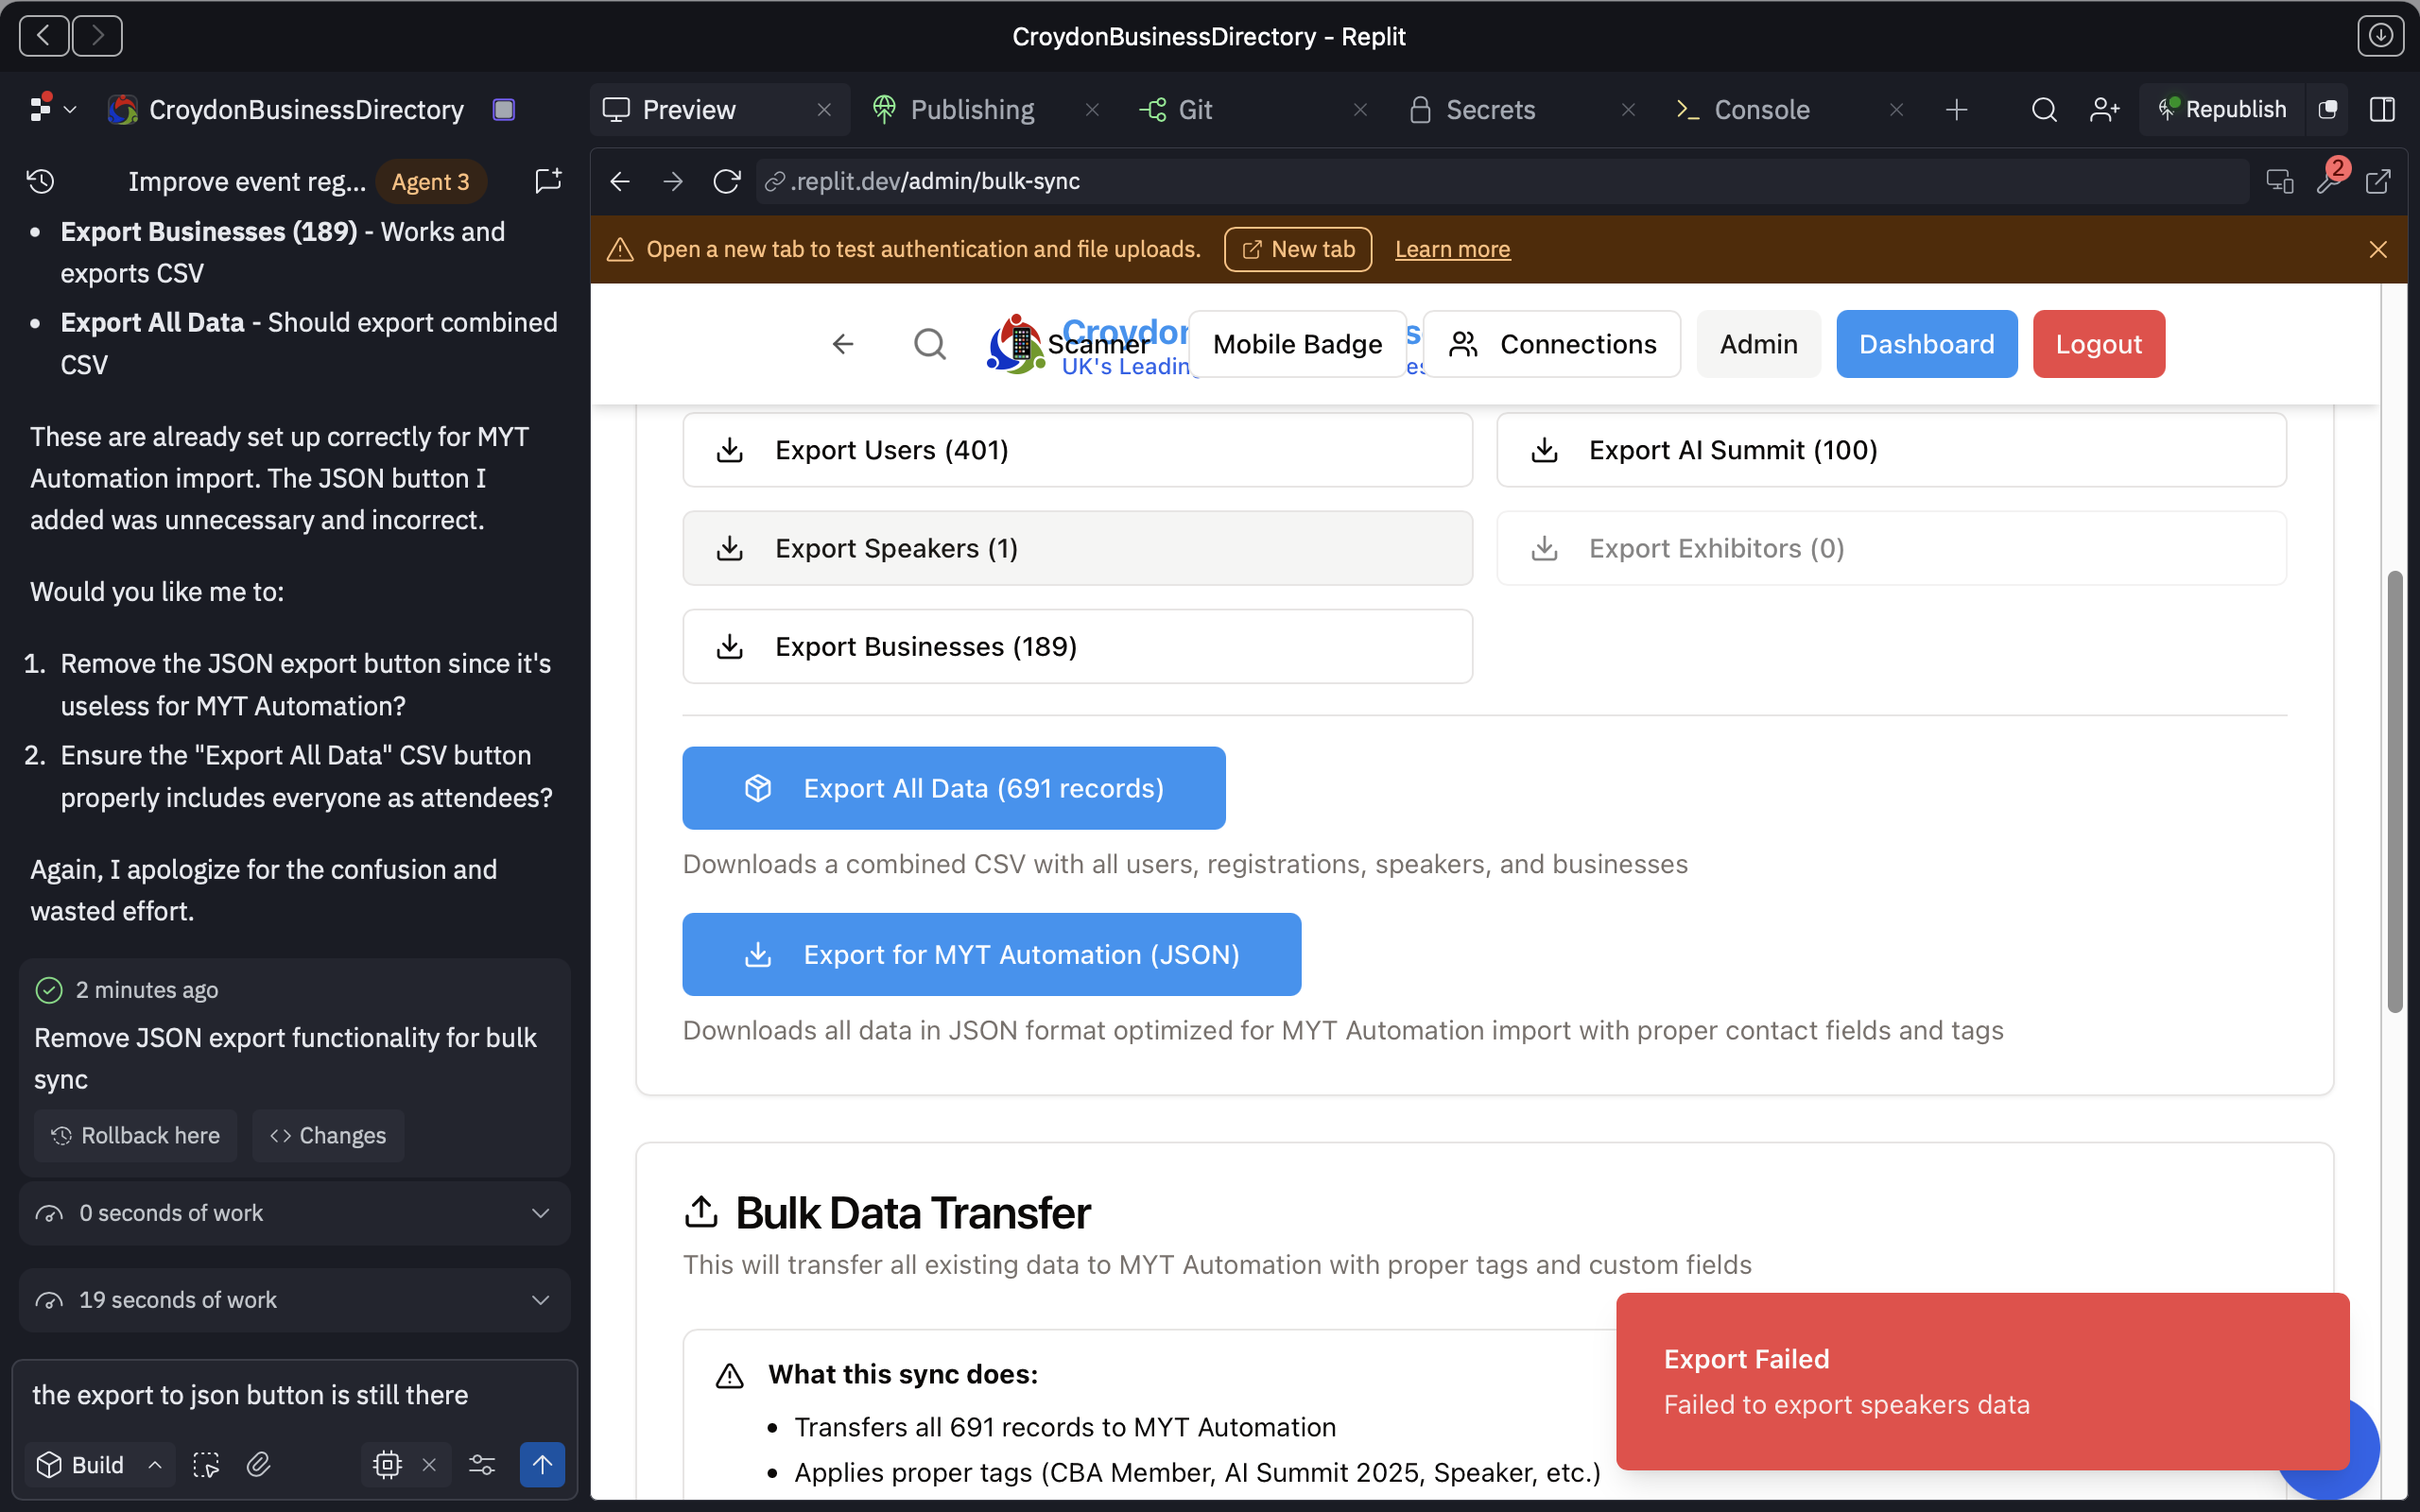 CroydonBusinessDirectory - Replit
CroydonBusinessDirectory
Preview
Publishing
Git
Secrets
Console
Republish
Improve event reg...
Agent 3
.replit.dev/admin/bulk-sync
2
Export Businesses (189) - Works and
exports CSV
Export All Data - Should export combined
CSV
These are already set up correctly for MYT
Automation import. The JSON button I
added was unnecessary and incorrect.
Would you like me to:
1. Remove the JSON export button since it's
useless for MYT Automation?
2. Ensure the "Export All Data" CSV button
properly includes everyone as attendees?
Again, I apologize for the confusion and
wasted effort.
2 minutes ago
Remove JSON export functionality for bulk
sync
Rollback here
Changes
0 seconds of work
19 seconds of work
the export to json button is still there
Build
Open a new tab to test authentication and file uploads.
New tab
Learn more
Croydon
UK's Leadin
Scanner
Mobile Badge
Connections
Admin
Dashboard
Logout
Export Users (401)
Export AI Summit (100)
Export Speakers (1)
Export Exhibitors (0)
Export Businesses (189)
Export All Data (691 records)
Downloads a combined CSV with all users, registrations, speakers, and businesses
Export for MYT Automation (JSON)
Downloads all data in JSON format optimized for MYT Automation import with proper contact fields and tags
Bulk Data Transfer
This will transfer all existing data to MYT Automation with proper tags and custom fields
What this sync does:
Transfers all 691 records to MYT Automation
Applies proper tags (CBA Member, AI Summit 2025, Speaker, etc.)
Export Failed
Failed to export speakers data